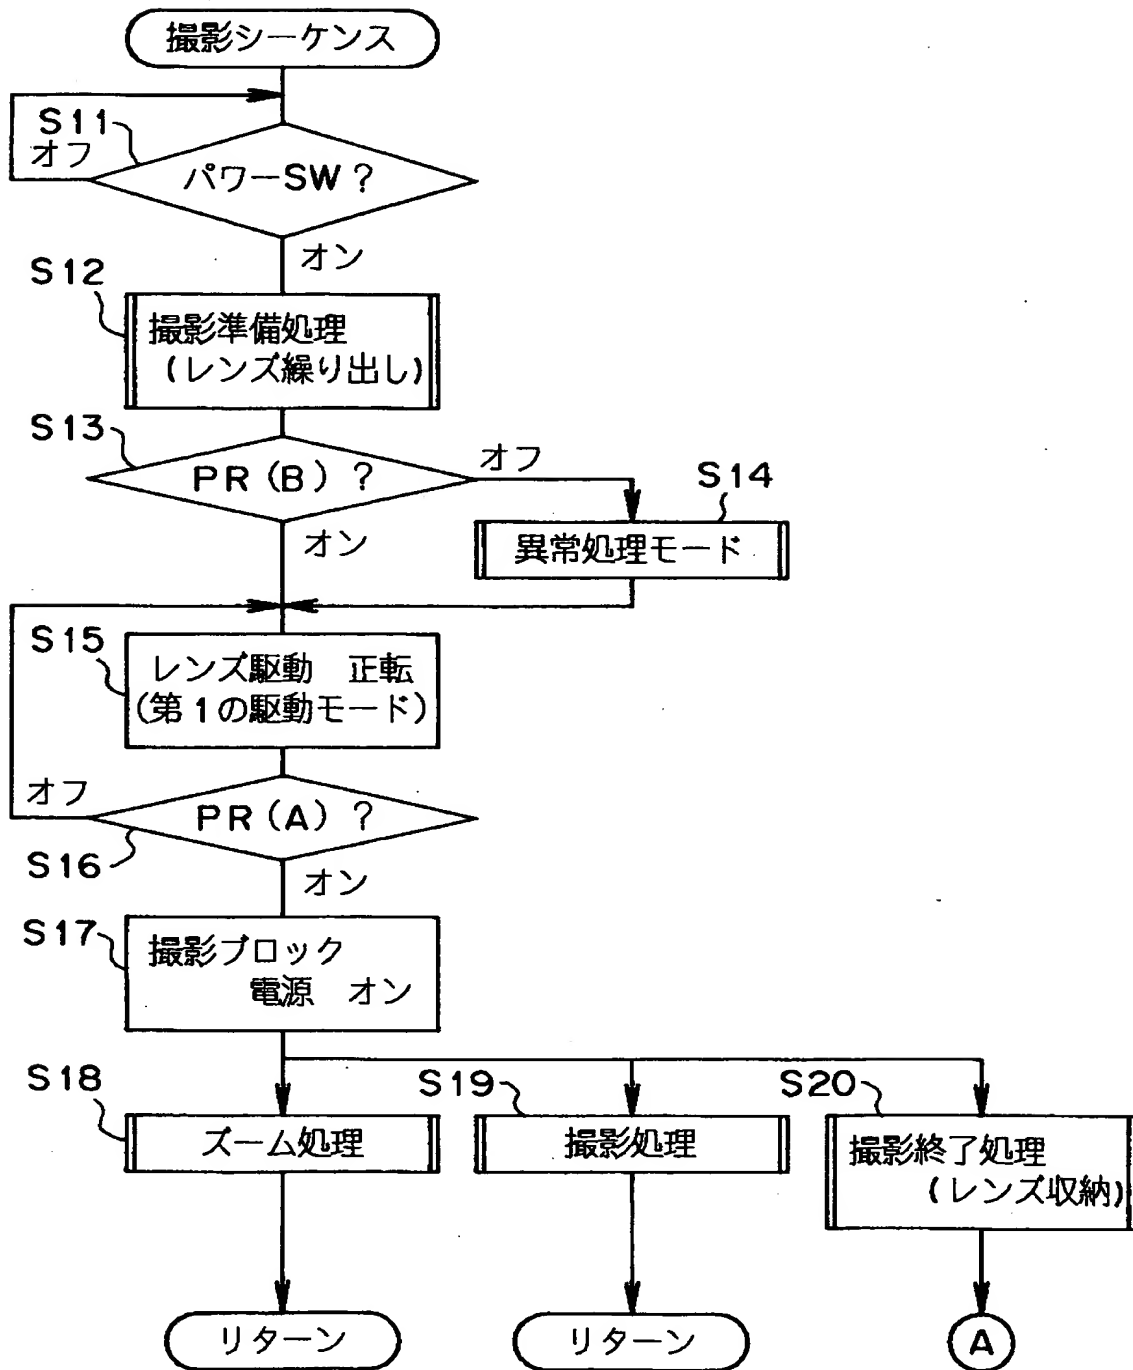 撮影シーケンス
S11
オフ
パワーSW？
オン
S12
撮影準備処理
(レンズ繰り出し)
S13
PR(B)？
オフ
S14
オン
異常処理モード
S15
レンズ駆動 正転
(第1の駆動モード)
オフ
PR(A)？
S16
オン
S17
撮影ブロック
電源 オン
S18
S19
S20
ズーム処理
撮影処理
撮影終了処理
(レンズ収納)
リターン
リターン
A